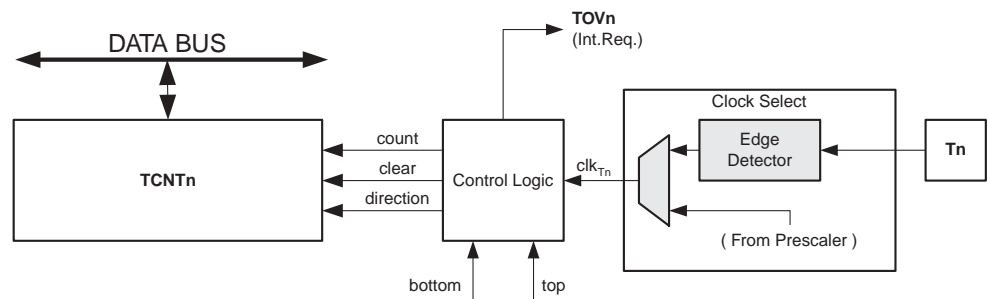 TOVn
(Int.Req.)
DATA BUS
Clock Select
count
Edge
Detector
Tn
TCNTn
clear
Control Logic
clkTn
direction
( From Prescaler )
bottom
top